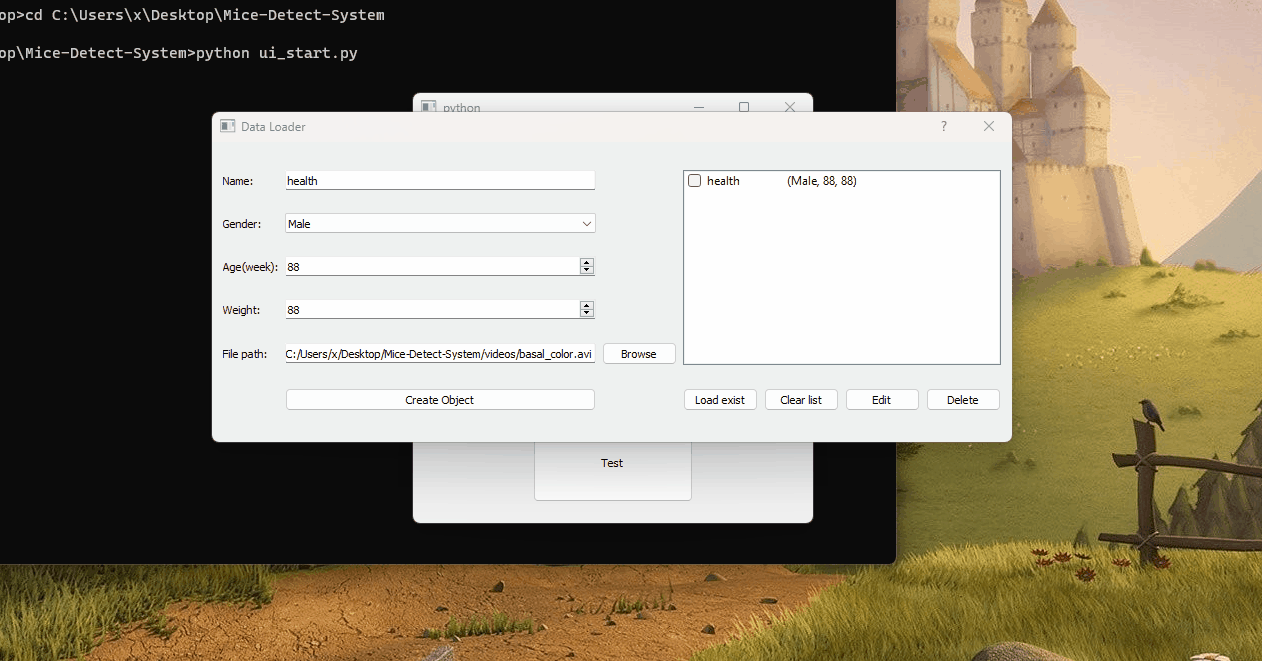 op>cd C:\Users\x\Desktop\Mice-Detect-System
op\Mice-Detect-System>python ui_start.py
python
Data Loader
?
Name:
health
Gender:
Male
Age(week):
88
Weight:
88
File path:
C:/Users/x/Desktop/Mice-Detect-System/videos/basal_color.avi
Browse
Create Object
health (Male, 88, 88)
Load exist
Clear list
Edit
Delete
Test